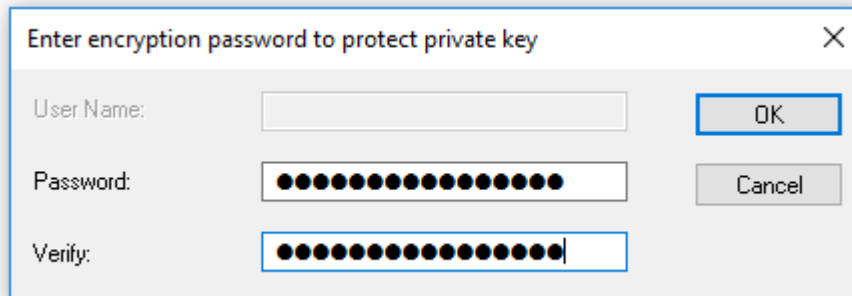 Enter encryption password to protect private key
User Name:
OK
Password: ●●●●●●●●●●●●●●●●
Cancel
Verify: ●●●●●●●●●●●●●●●●